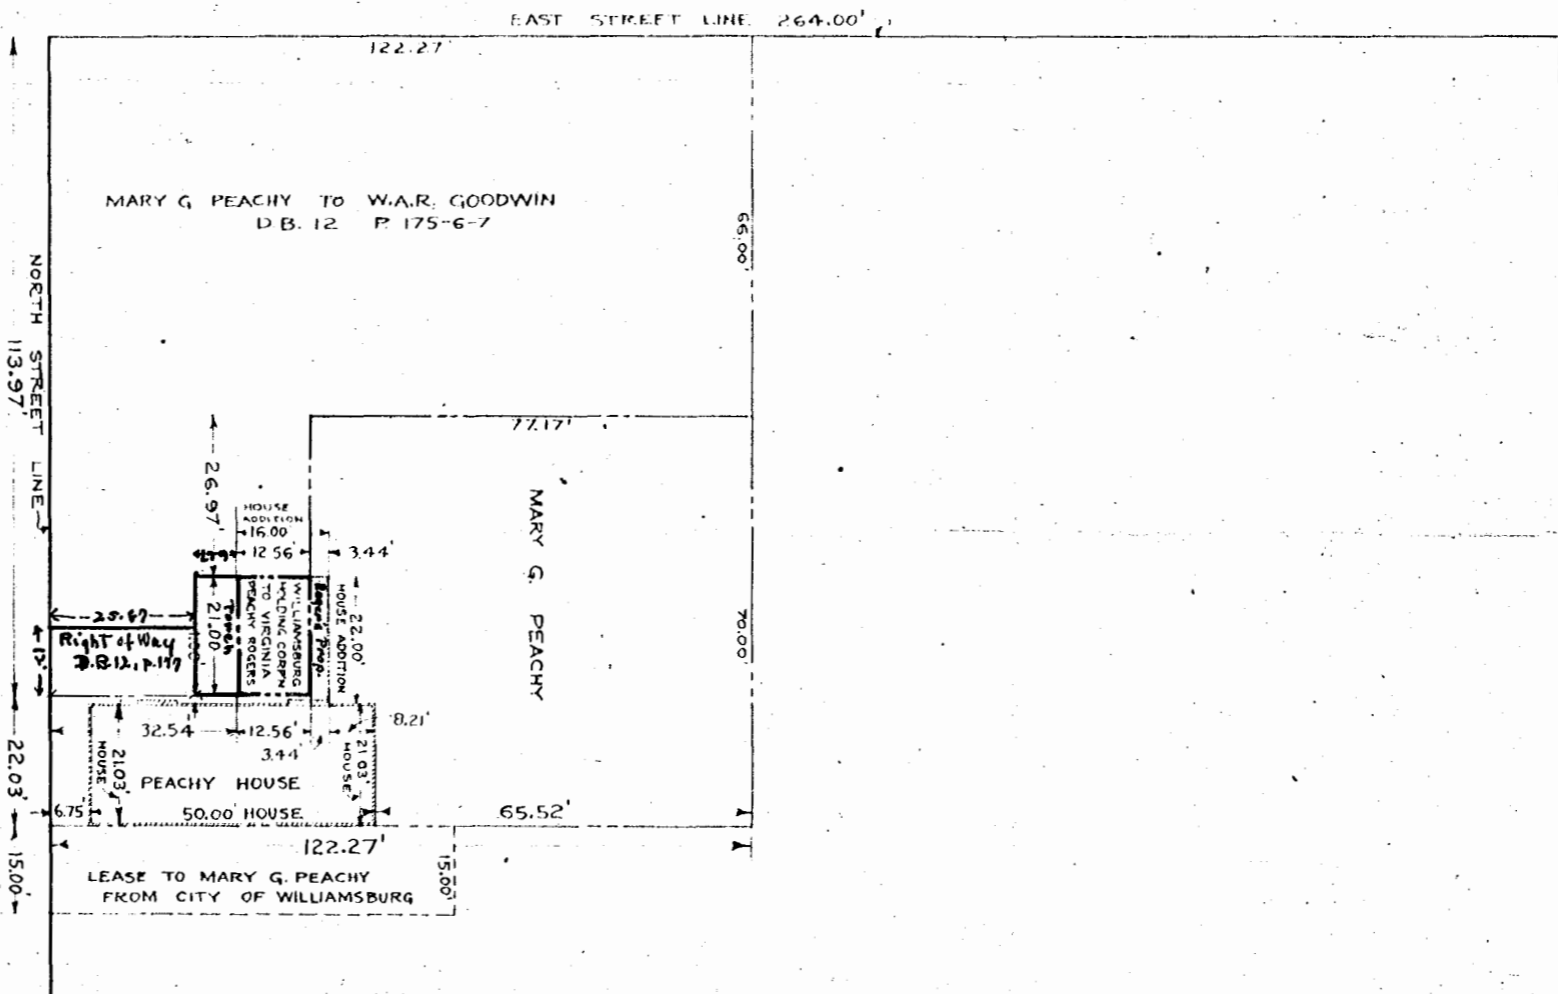 EAST STREET LINE 264.00'
122.27'
MARY G PEACHY TO W.A.R. GOODWIN
D.B. 12 P. 175-6-7
66.00'
NORTH STREET LINE
113.97'
77.17'
26.97'
MARY G. PEACHY
HOUSE
ADDITION
16.00'
12.56'
3.44'
25.67
Right of Way
D.B.12, P.177
12.'
21.00
Porch
WILLIAMSBURG
HOLDING CORP'N
TO VIRGINIA
PEACHY ROGERS
Rogers Prop.
HOUSE ADDITION
22.00'
70.00'
32.54'
12.56'
3.44'
8.21'
21.03'
HOUSE
21.03'
HOUSE
PEACHY HOUSE
6.75'
50.00' HOUSE
65.52'
22.03'
122.27'
15.00'
LEASE TO MARY G. PEACHY
FROM CITY OF WILLIAMSBURG
15.00'